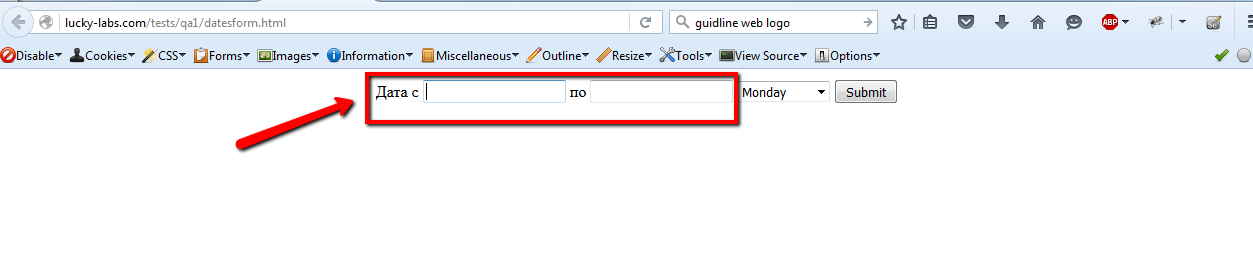 lucky-labs.com/tests/qa1/datesform.html guidline web logo ABP
Disable Cookies CSS Forms Images Information Miscellaneous Outline Resize Tools View Source Options
Дата с по Monday Submit